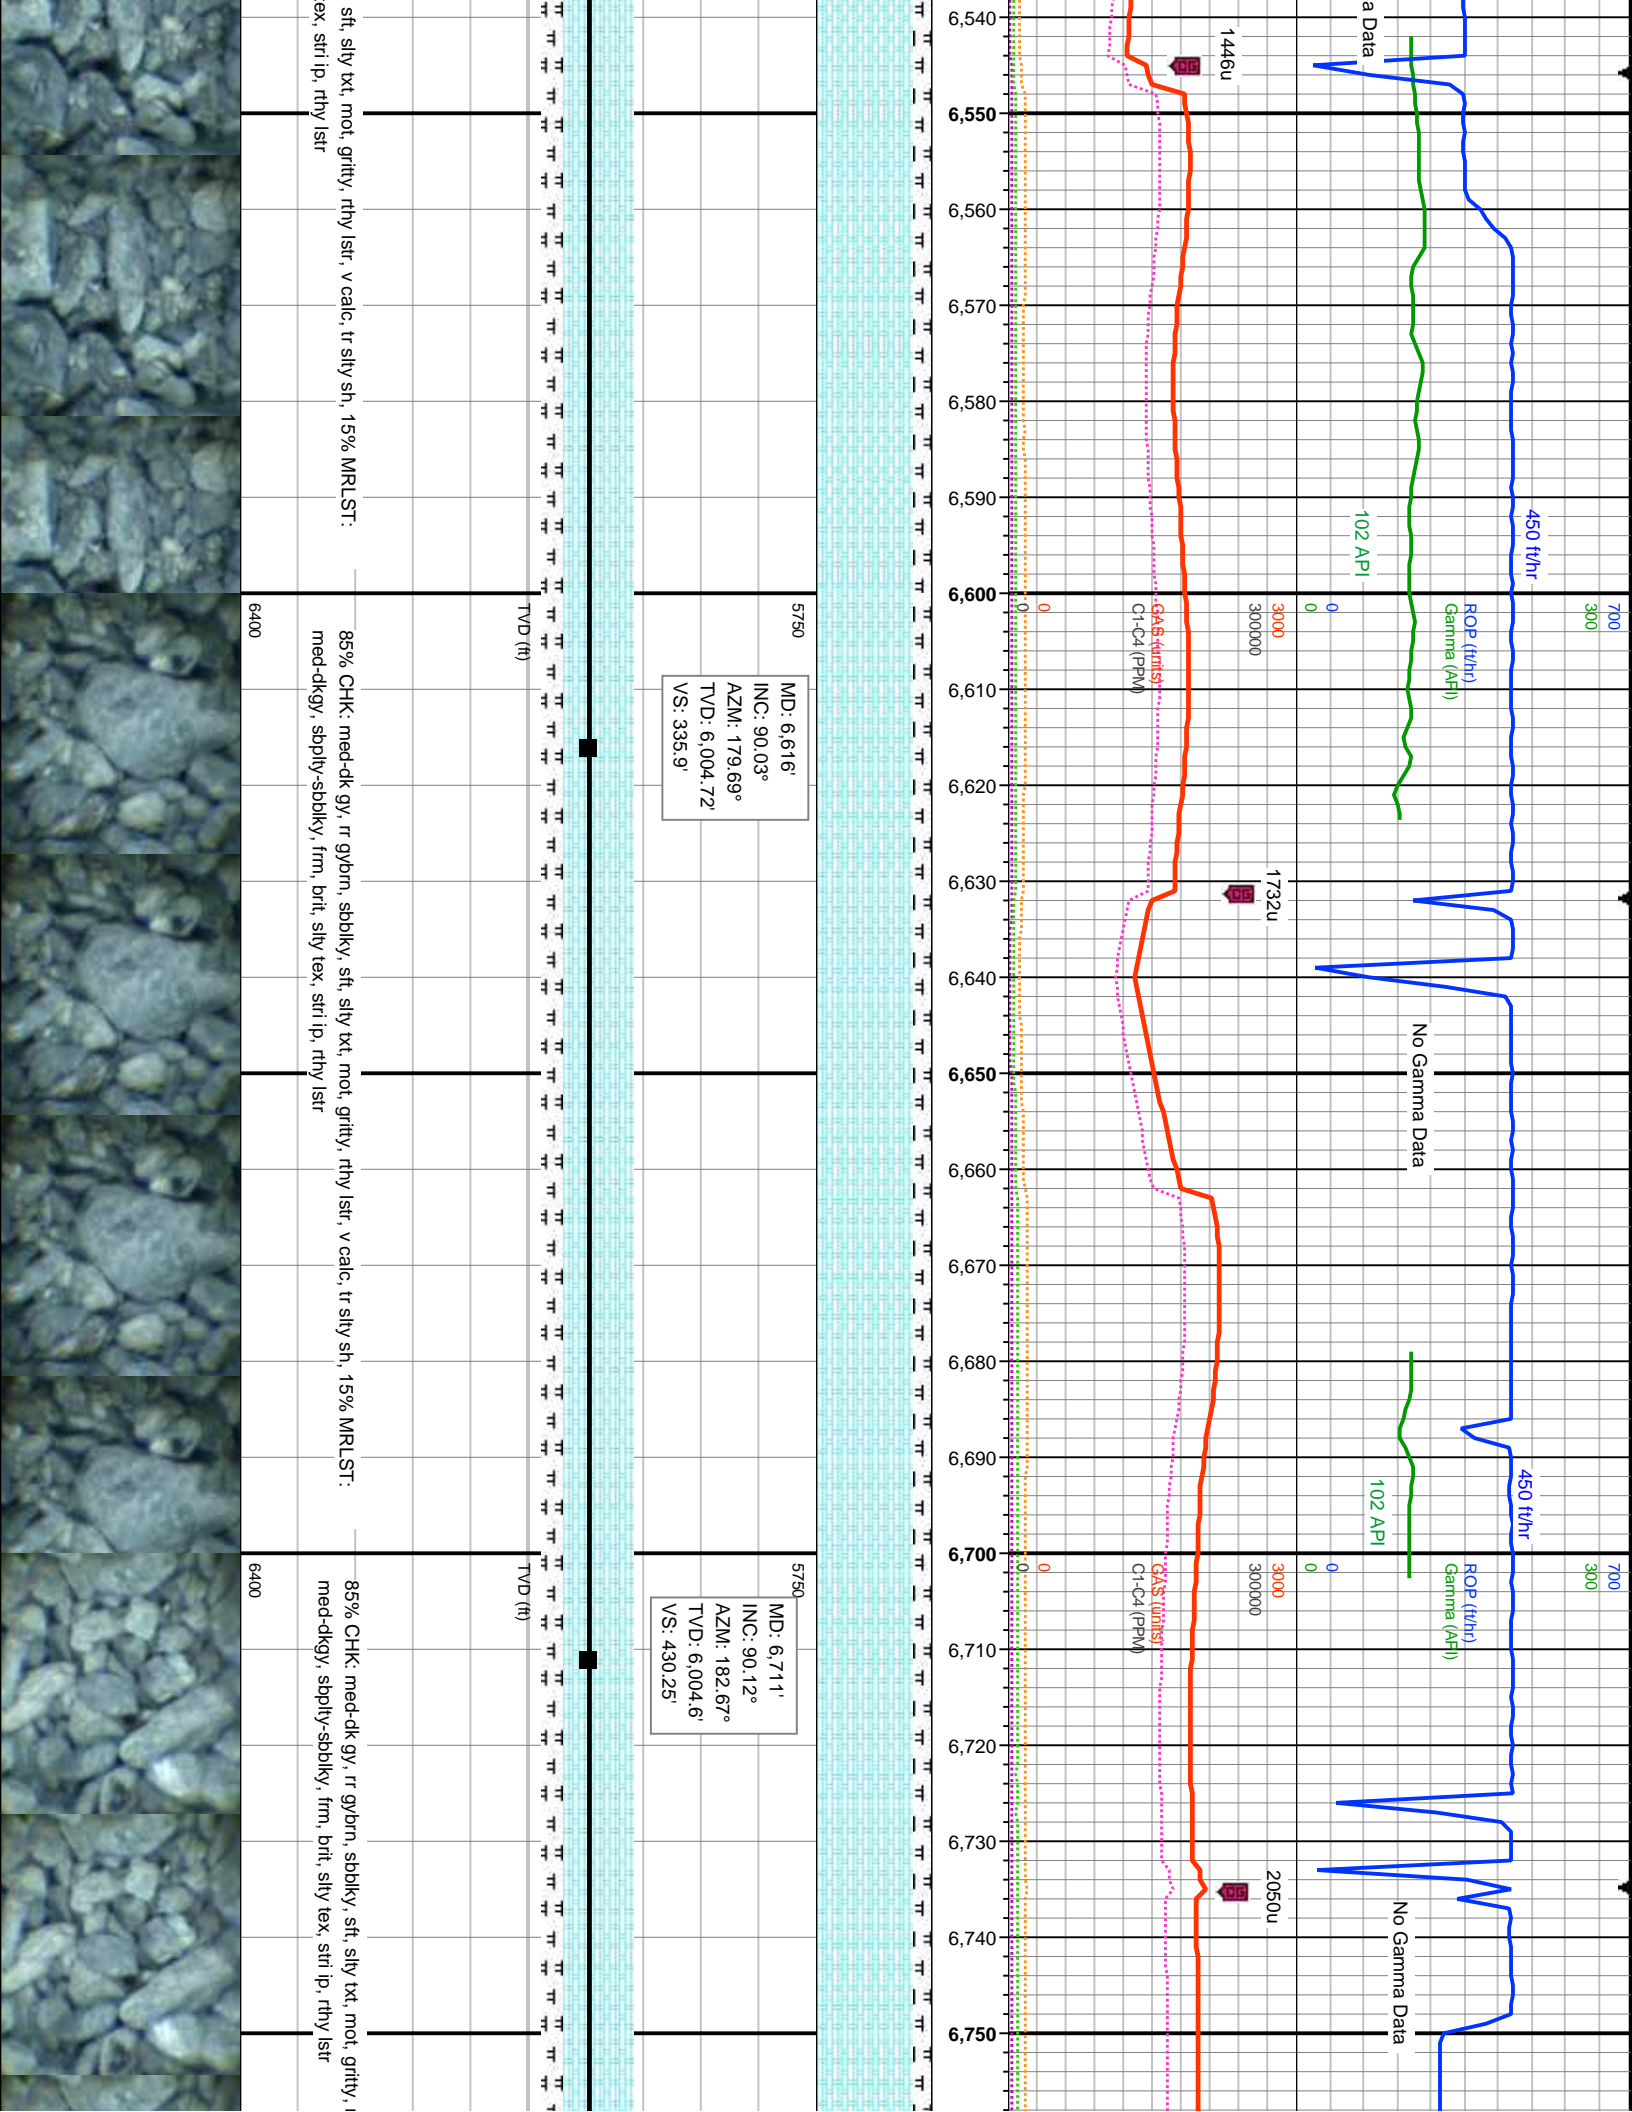 a Data
1446u
6,540
6,550
6,560
6,570
6,580
6,590
6,600
6,610
6,620
6,630
6,640
6,650
6,660
6,670
6,680
6,690
6,700
6,710
6,720
6,730
6,740
6,750
450 ft/hr
102 API
700
300
ROP (ft/hr)
Gamma (API)
0
0
3000
300000
GAS (units)
C1-C4 (PPM)
0
0
1732u
No Gamma Data
450 ft/hr
102 API
700
300
ROP (ft/hr)
Gamma (API)
0
0
3000
30000
GAS (units)
C1-C4 (PPM)
0
0
2050u
No Gamma Data
5750
MD: 6,616'
INC: 90.03°
AZM: 179.69°
TVD: 6,004.72'
VS: 335.9'
TVD (ft)
6400
5750
MD: 6,711'
INC: 90.12°
AZM: 182.67°
TVD: 6,004.6'
VS: 430.25'
TVD (ft)
6400
sft, slty txt, mot, gritty, rthy lstr, v calc, tr slty sh, 15% MRLST:
ex, stri ip, rthy lstr
85% CHK: med-dk gy, rr gybrn, sbblky, sft, slty txt, mot, gritty, rthy lstr, v calc, tr slty sh, 15% MRLST:
med-dkgy, sbplty-sbblky, frm, brit, slty tex, stri ip, rthy lstr
85% CHK: med-dk gy, rr gybrn, sbblky, sft, slty txt, mot, gritty,
med-dkgy, sbplty-sbblky, frm, brit, slty tex, stri ip, rthy lstr